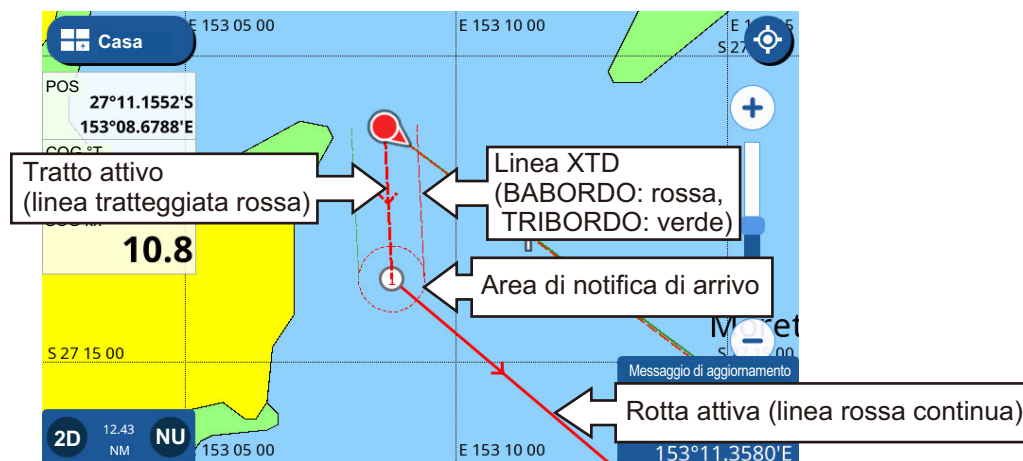 E 153 05 00
E 153 10 00
Casa
POS
27°11.1552'S
153°08.6788'E
COG °T
Tratto attivo
(linea tratteggiata rossa)
Linea XTD
(BABORDO: rossa,
TRIBORDO: verde)
10.8
1
Area di notifica di arrivo
S 27 15 00
Messaggio di aggiornamento
Rotta attiva (linea rossa continua)
2D
12.43
NM
NU
153 05 00
E 153 10 00
153°11.3580'E